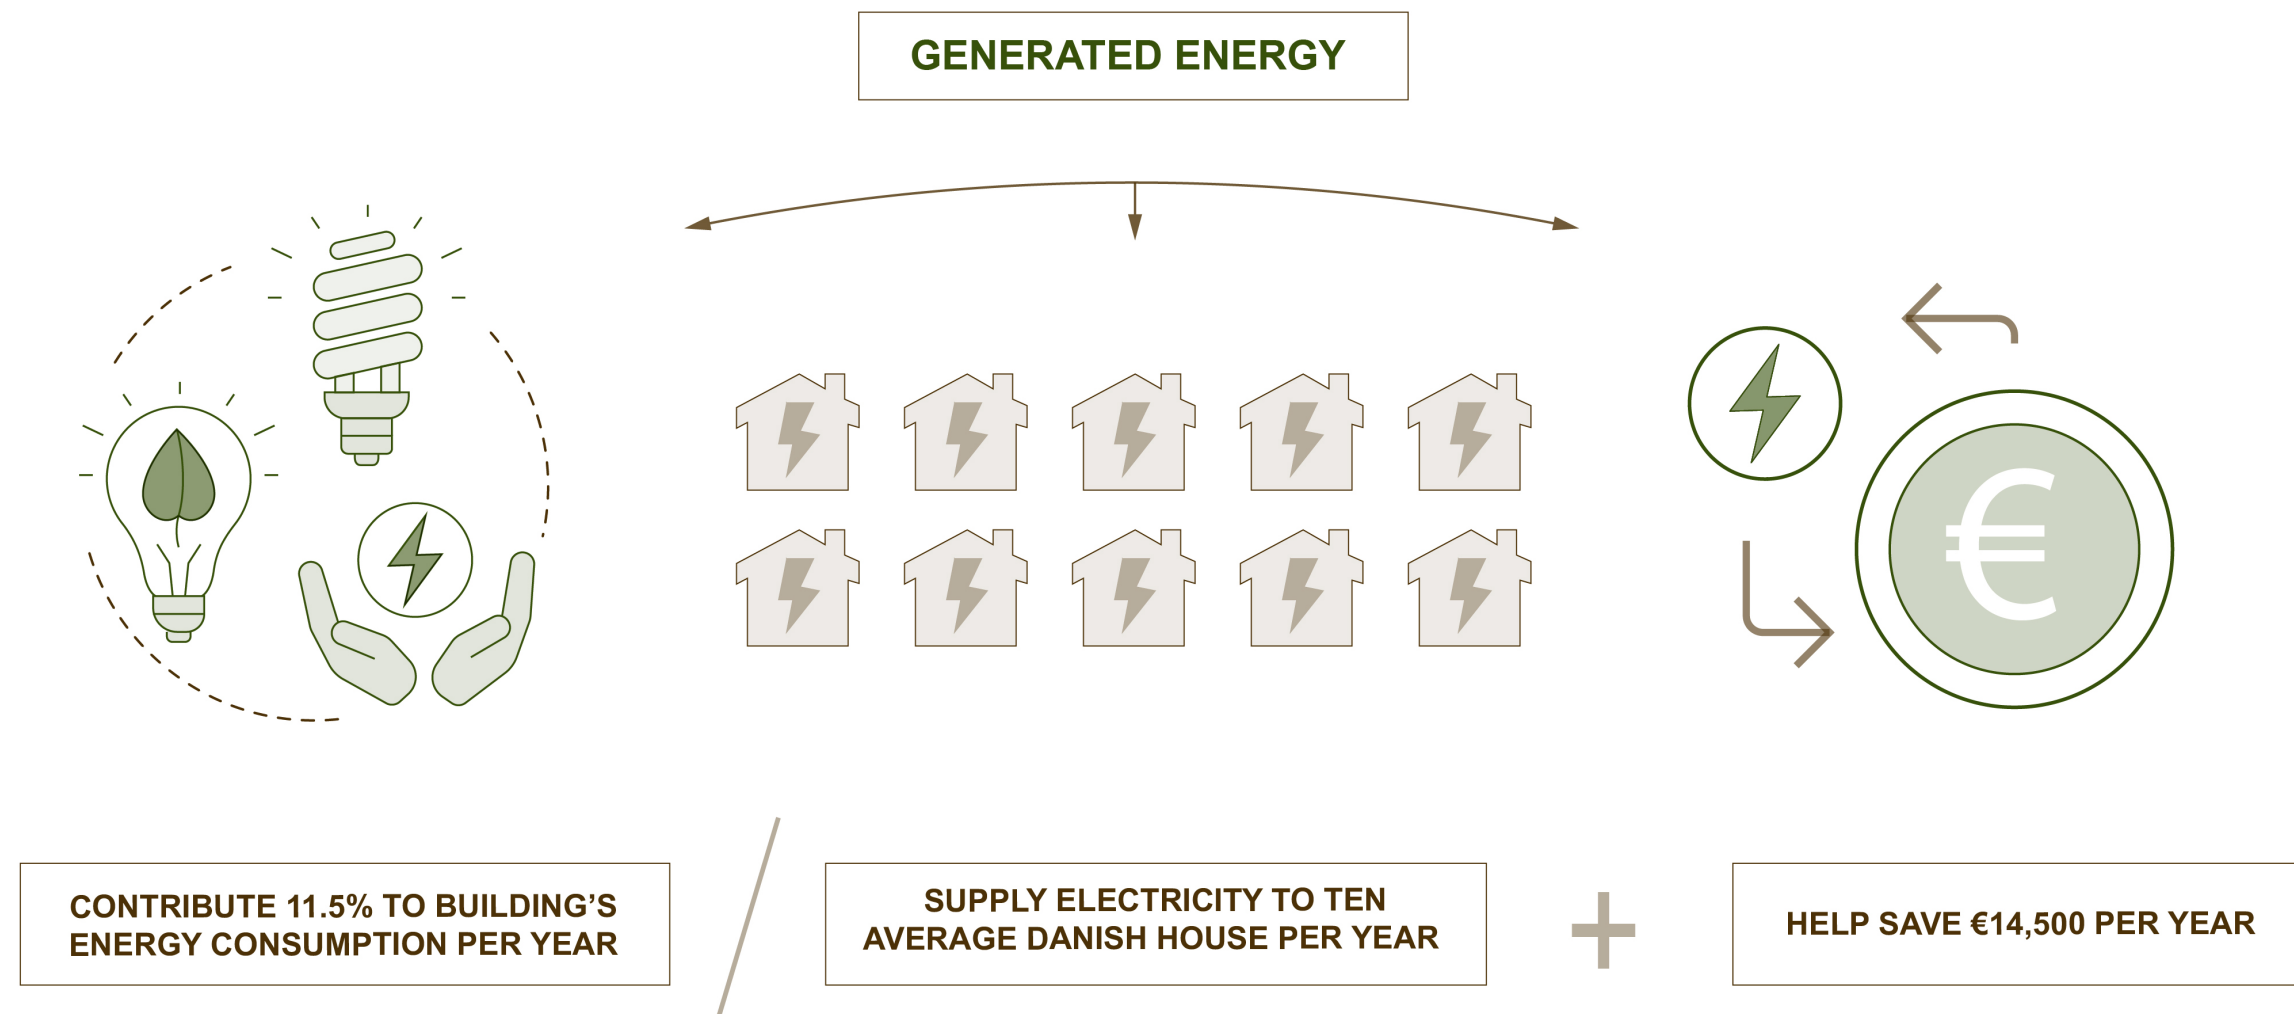 GENERATED ENERGY
€
CONTRIBUTE 11.5% TO BUILDING’S
ENERGY CONSUMPTION PER YEAR
SUPPLY ELECTRICITY TO TEN
AVERAGE DANISH HOUSE PER YEAR
HELP SAVE €14,500 PER YEAR